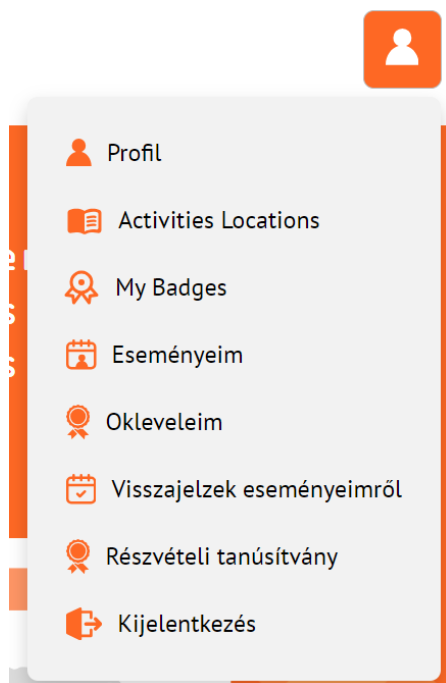 Profil
Activities Locations
My Badges
Eseményeim
Okleveleim
Visszajelzek eseményeimről
Részvételi tanúsítvány
Kijelentkezés